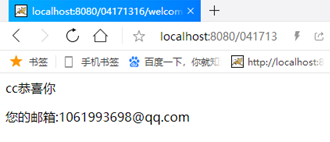 localhost:8080/04171316/welcom
localhost:8080/041713
书签 手机书签 百度一下，你就知 http://localhost:8
cc恭喜你
您的邮箱:1061993698@qq.com